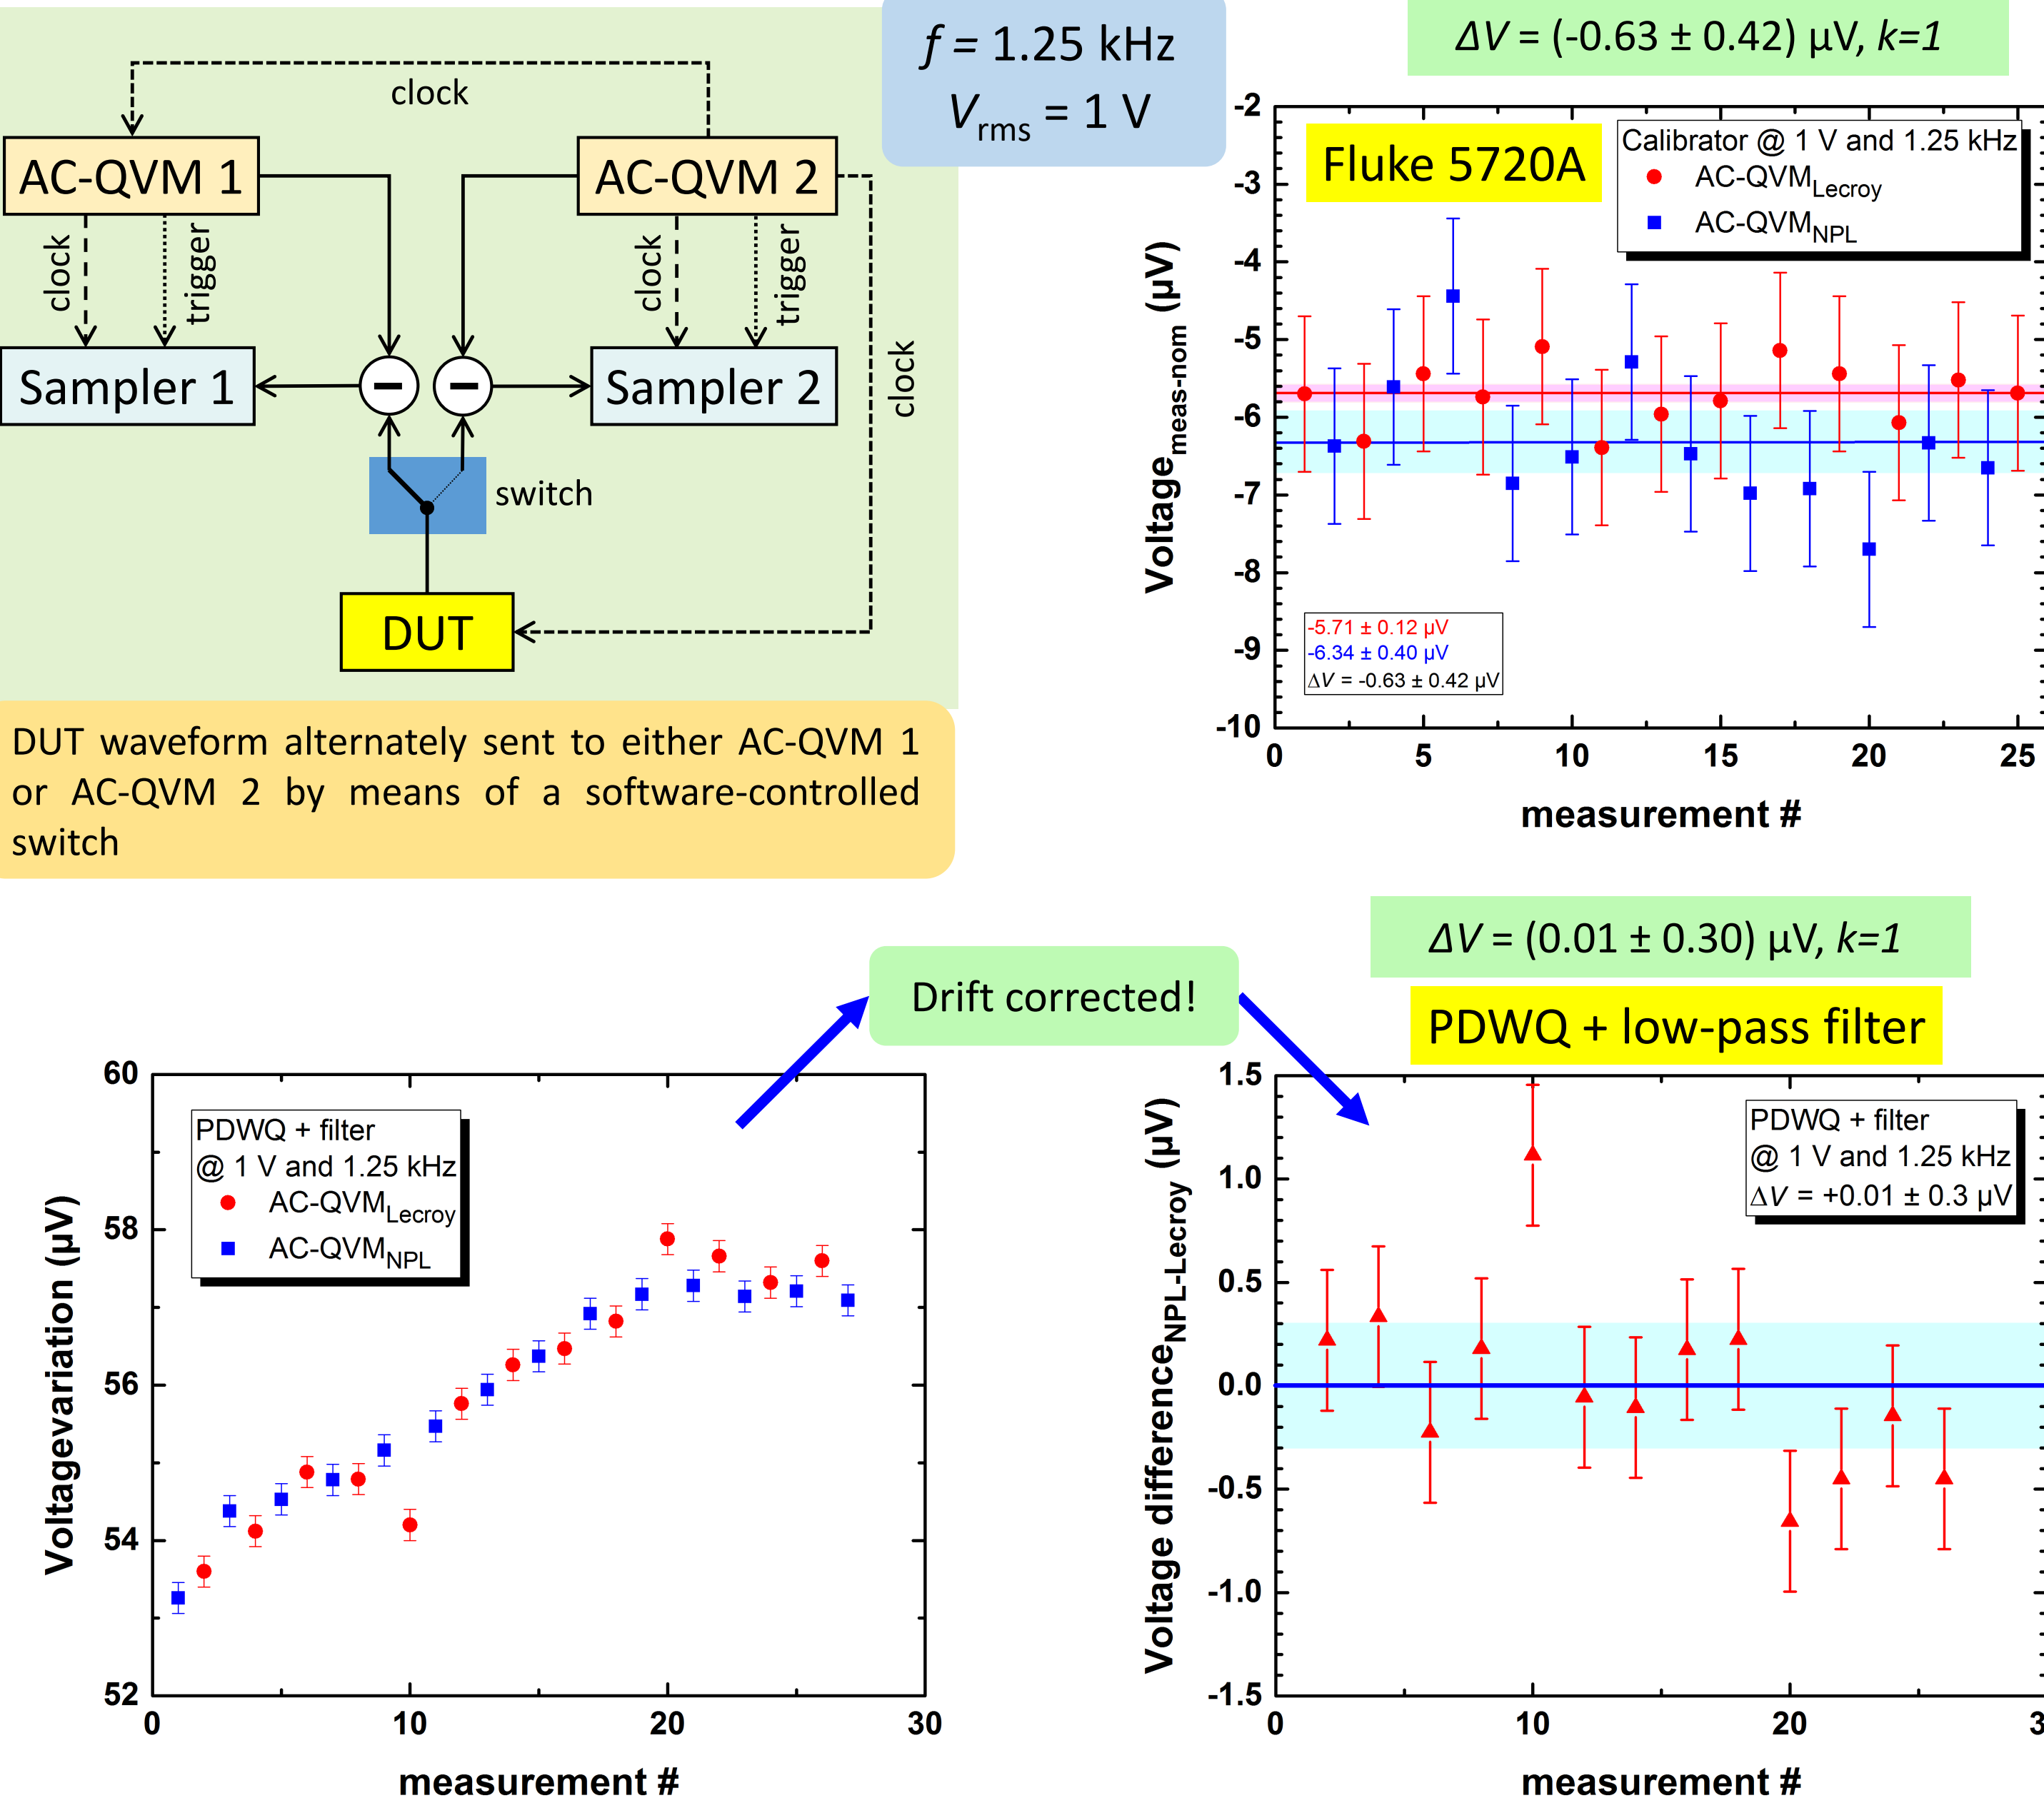 clock
AC-QVM 1
AC-QVM 2
clock
trigger
clock
trigger
clock
Sampler 1
Sampler 2
switch
DUT
DUT waveform alternately sent to either AC-QVM 1
or AC-QVM 2 by means of a software-controlled
switch
f = 1.25 kHz
Vrms = 1 V
ΔV = (-0.63 ± 0.42) µV, k=1
Fluke 5720A
Calibrator @ 1 V and 1.25 kHz
AC-QVMLecroy
AC-QVMNPL
-2
-3
-4
-5
-6
-7
-8
-9
-10
Voltagemeas-nom (µV)
-5.71 ± 0.12 µV
-6.34 ± 0.40 µV
ΔV = -0.63 ± 0.42 µV
0 5 10 15 20 25
measurement #
Drift corrected!
60
58
56
54
52
Voltagevariation (µV)
PDWQ + filter
@ 1 V and 1.25 kHz
AC-QVMLecroy
AC-QVMNPL
0 10 20 30
measurement #
ΔV = (0.01 ± 0.30) µV, k=1
PDWQ + low-pass filter
1.5
1.0
0.5
0.0
-0.5
-1.0
-1.5
Voltage differenceNPL-Lecroy (µV)
PDWQ + filter
@ 1 V and 1.25 kHz
ΔV = +0.01 ± 0.3 µV
0 10 20 3
measurement #